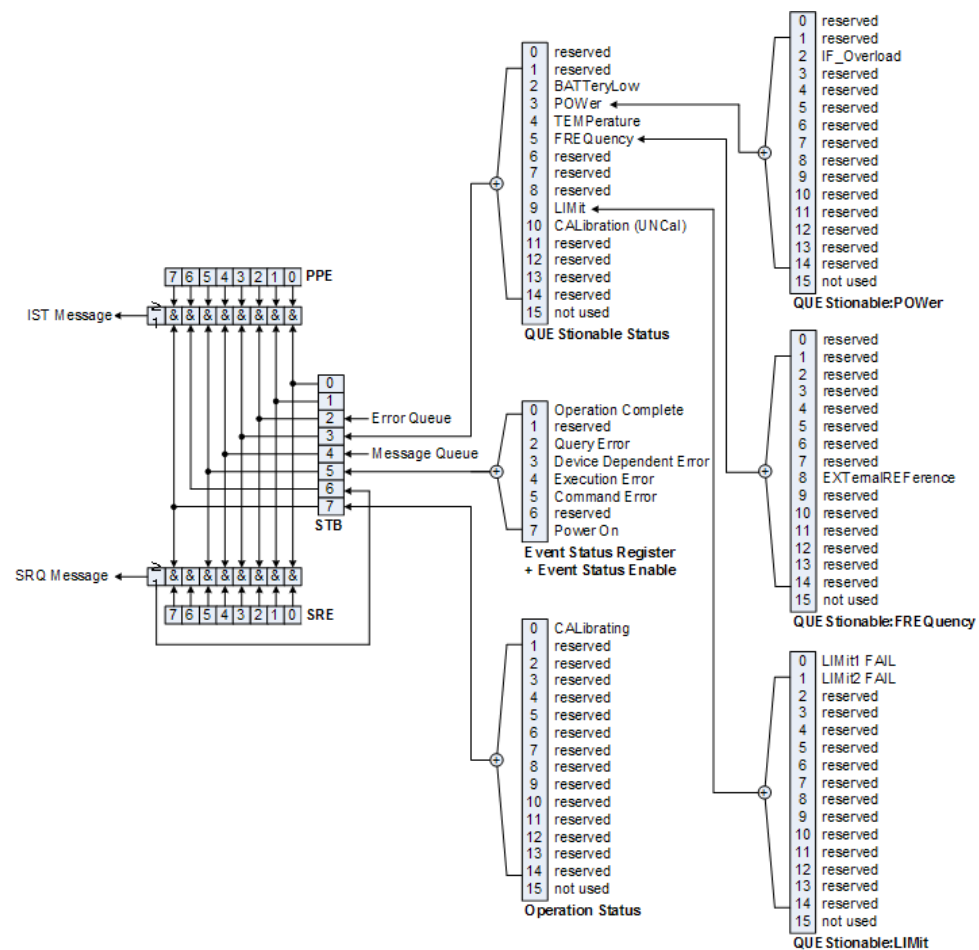 7 6 5 4 3 2 1 0 PPE
IST Message
≥1 & & & & & & & &
0
1
2
3
4
5
6
7
STB
Error Queue
Message Queue
SRQ Message
≥1 & & & & & & & &
7 6 5 4 3 2 1 0 SRE
0 reserved
1 reserved
2 BATTeryLow
3 POWer
4 TEMPerature
5 FREQuency
6 reserved
7 reserved
8 reserved
9 LIMit
10 CALibration (UNCal)
11 reserved
12 reserved
13 reserved
14 reserved
15 not used
QUEStionable Status
0 Operation Complete
1 reserved
2 Query Error
3 Device Dependent Error
4 Execution Error
5 Command Error
6 reserved
7 Power On
Event Status Register
+ Event Status Enable
0 CALibrating
1 reserved
2 reserved
3 reserved
4 reserved
5 reserved
6 reserved
7 reserved
8 reserved
9 reserved
10 reserved
11 reserved
12 reserved
13 reserved
14 reserved
15 not used
Operation Status
0 reserved
1 reserved
2 IF_Overload
3 reserved
4 reserved
5 reserved
6 reserved
7 reserved
8 reserved
9 reserved
10 reserved
11 reserved
12 reserved
13 reserved
14 reserved
15 not used
QUEStionable:POWer
0 reserved
1 reserved
2 reserved
3 reserved
4 reserved
5 reserved
6 reserved
7 reserved
8 EXTernalREFerence
9 reserved
10 reserved
11 reserved
12 reserved
13 reserved
14 reserved
15 not used
QUEStionable:FREQuency
0 LIMit1 FAIL
1 LIMit2 FAIL
2 reserved
3 reserved
4 reserved
5 reserved
6 reserved
7 reserved
8 reserved
9 reserved
10 reserved
11 reserved
12 reserved
13 reserved
14 reserved
15 not used
QUEStionable:LIMit